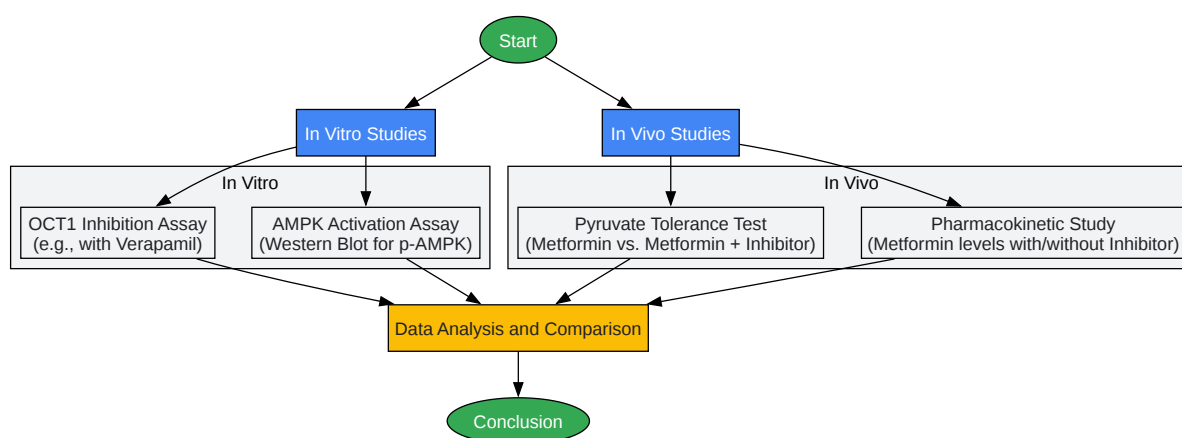 Start
In Vitro Studies
In Vivo Studies
In Vitro
In Vivo
OCT1 Inhibition Assay
(e.g., with Verapamil)
AMPK Activation Assay
(Western Blot for p-AMPK)
Pyruvate Tolerance Test
(Metformin vs. Metformin + Inhibitor)
Pharmacokinetic Study
(Metformin levels with/without Inhibitor)
Data Analysis and Comparison
Conclusion